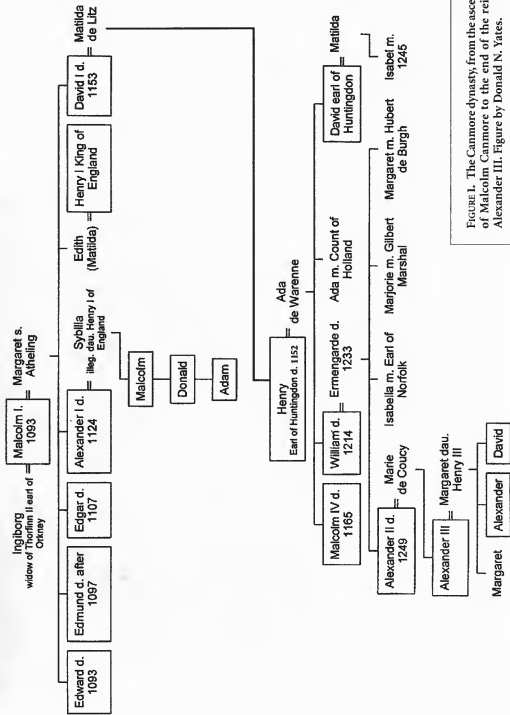 Ingiborg
widow of Thorfinn II earl of
Orkney
=
Malcolm I.
1093
=
Margaret s.
Atheling
Edward d.
1093
Edmund d. after
1097
Edgar d.
1107
Alexander I d.
1124
=
Sybilla
illeg. dau. Henry I of
England
Edith
(Matilda)
=
Henry I King of
England
David I d.
1153
=
Matilda
de Litz
Malcolm
Donald
Adam
Henry
Earl of Huntingdon d. 1152
=
Ada
de Warenne
Malcolm IV d.
1165
William d.
1214
=
Ermengarde d.
1233
Ada m. Count of
Holland
David earl of
Huntingdon
=
Matilda
Alexander II d.
1249
=
Marie
de Coucy
Isabella m. Earl of
Norfolk
Marjorie m. Gilbert
Marshal
Margaret m. Hubert
de Burgh
Isabel m.
1245
Alexander III
=
Margaret dau.
Henry III
Margaret
Alexander
David
FIGURE 1. The Canmore dynasty, from the asce
of Malcolm Canmore to the end of the rei
Alexander III. Figure by Donald N. Yates.